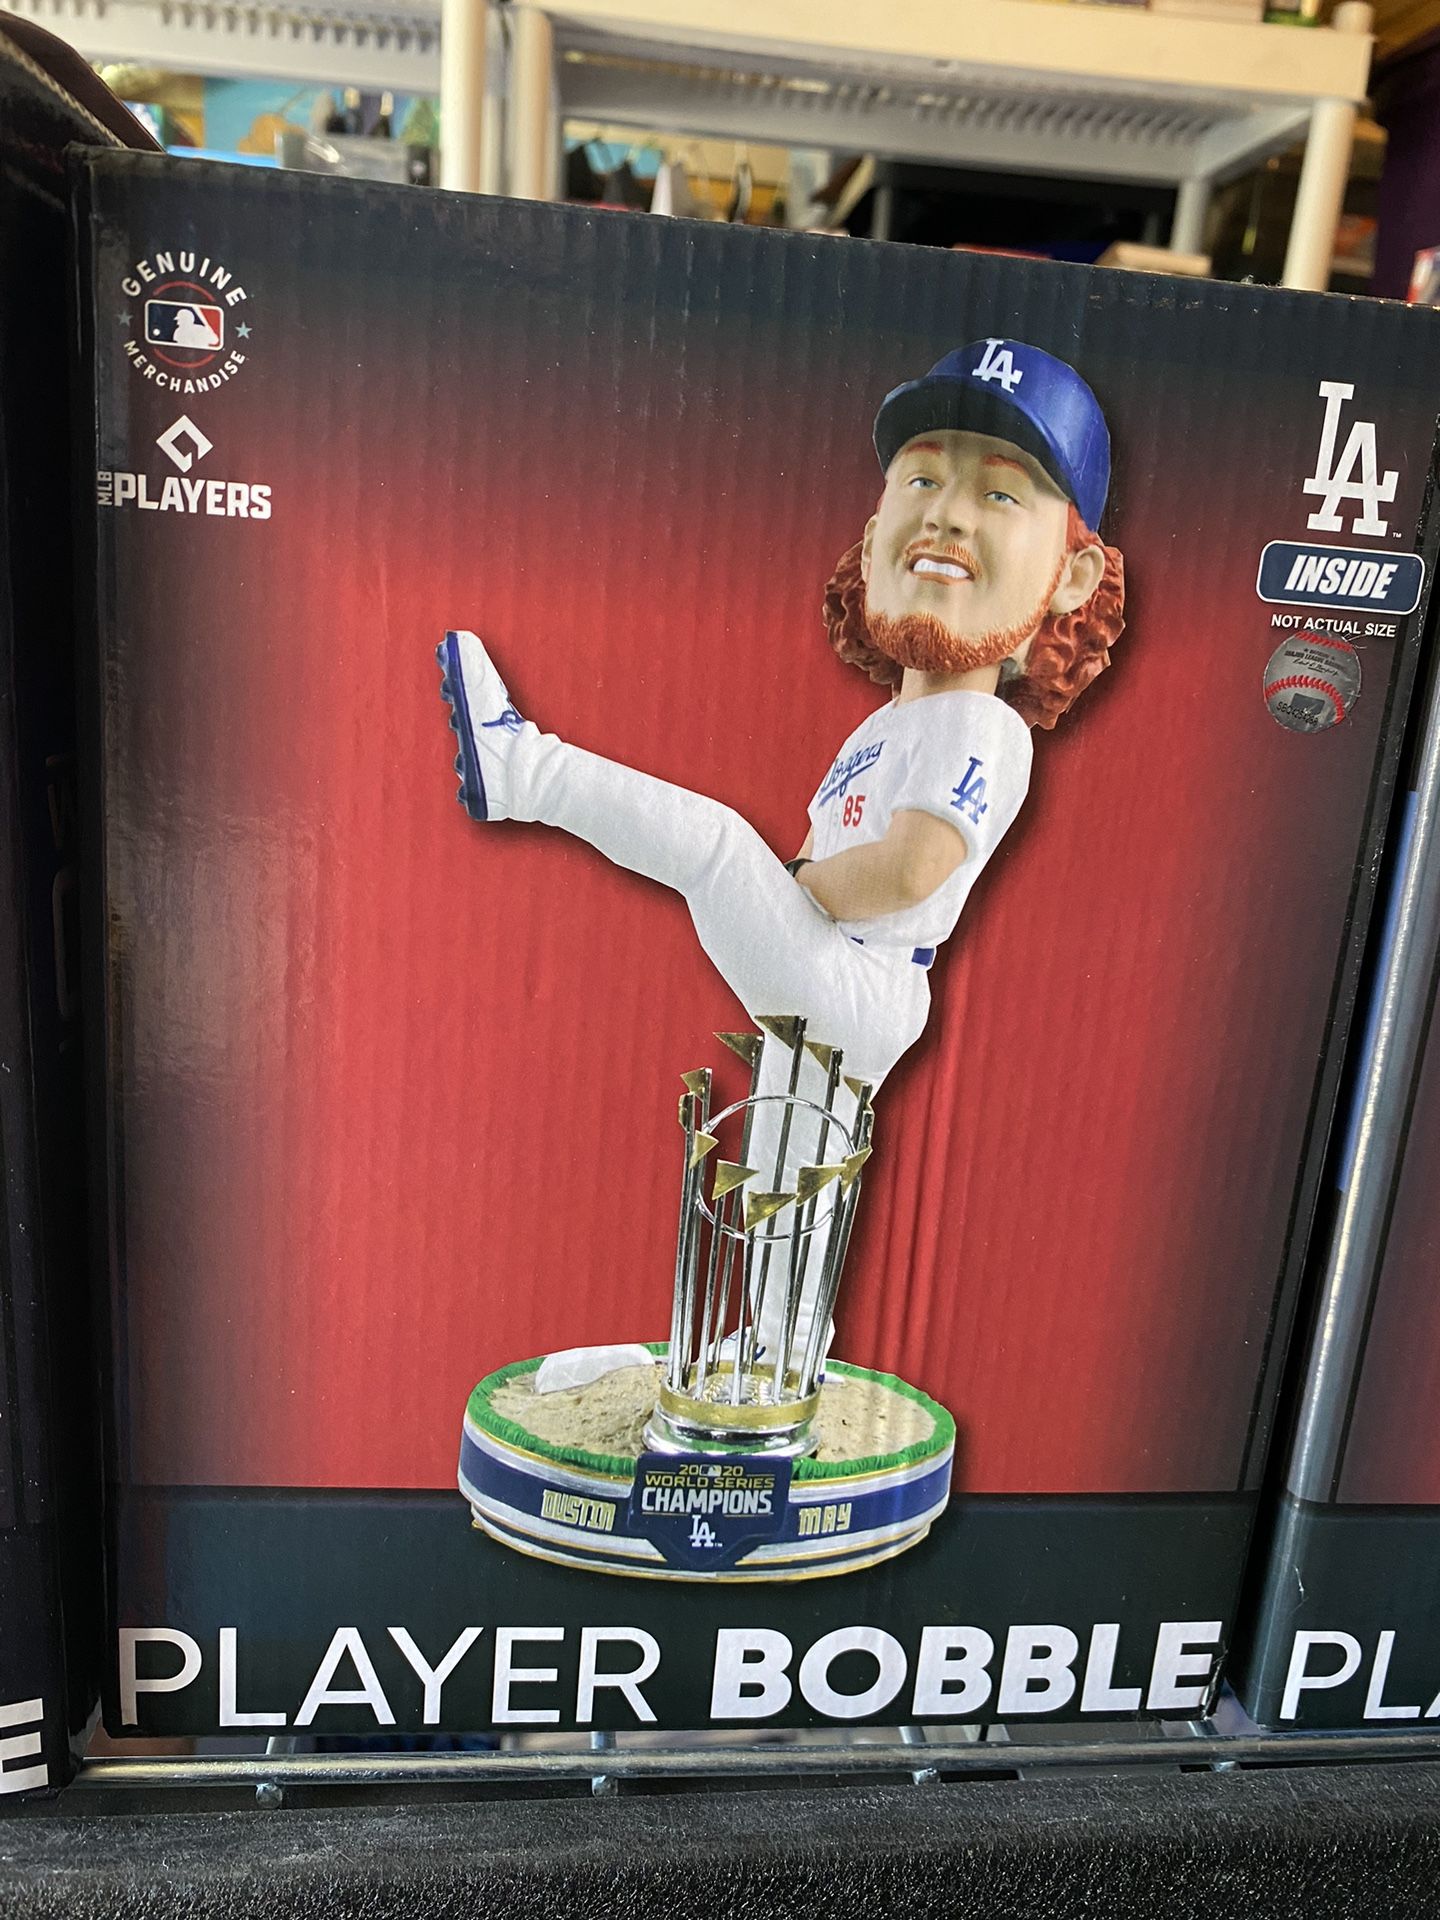 GENUINE
MERCHANDISE
MLB PLAYERS
LA
LA
INSIDE
NOT ACTUAL SIZE
Dodgers
85
LA
2020
WORLD SERIES
CHAMPIONS
DUSTIN
MAY
LA
PLAYER BOBBLE
E
PL